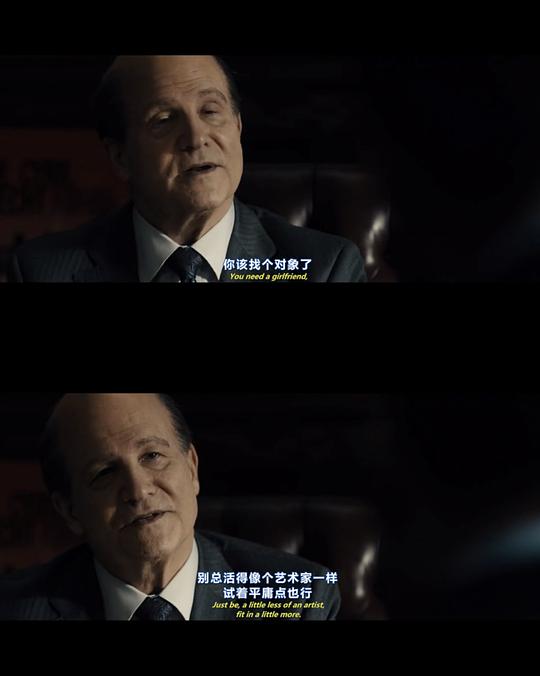 你该找个对象了
You need a girlfriend,
别总活得像个艺术家一样
试着平庸点也行
Just be, a little less of an artist,
fit in a little more.